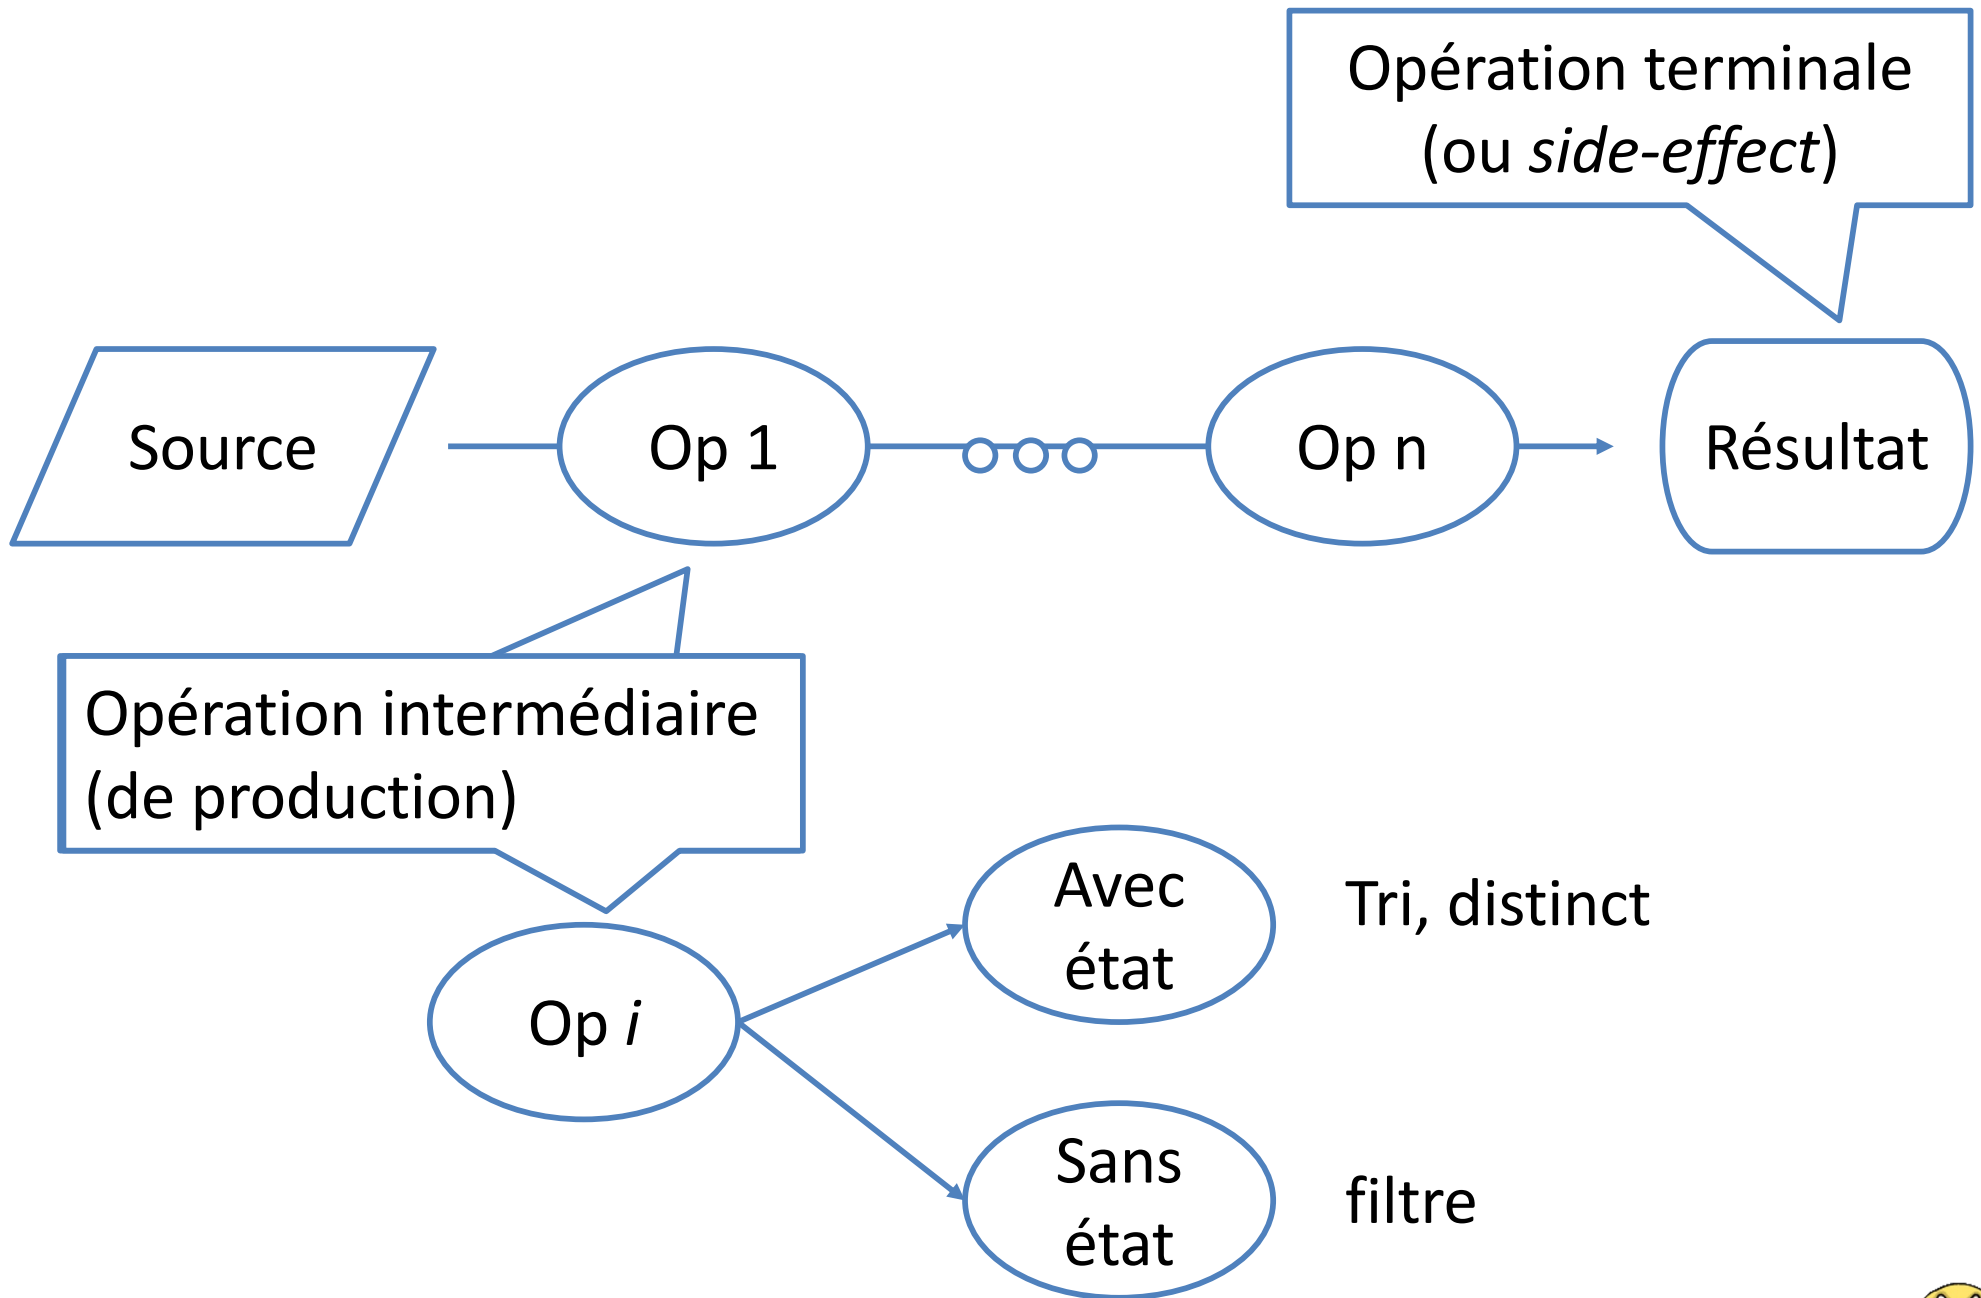 Opération terminale
(ou side-effect)
Source
Op 1
Op n
Résultat
Opération intermédiaire
(de production)
Op i
Avec
état
Tri, distinct
Sans
état
filtre